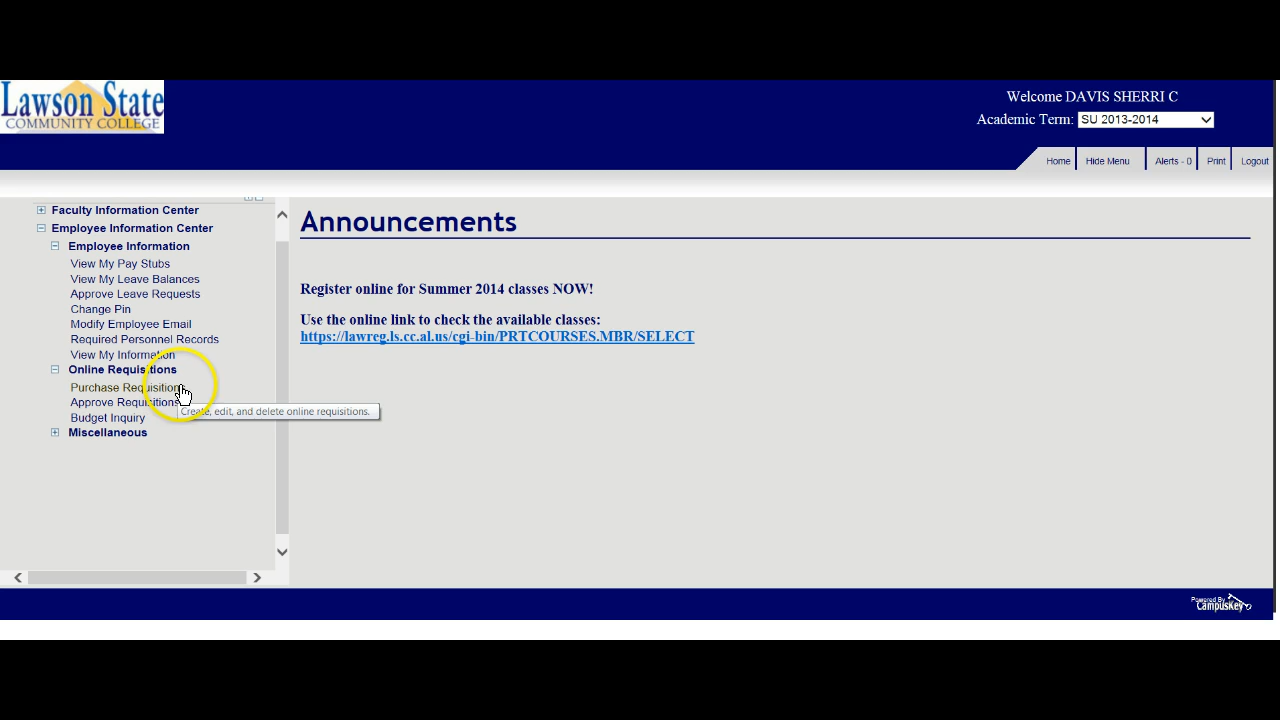 Lawson State
COMMUNITY COLLEGE
Welcome DAVIS SHERRI C
Academic Term: SU 2013-2014
Home Hide Menu Alerts - 0 Print Logout
Faculty Information Center
Employee Information Center
Employee Information
View My Pay Stubs
View My Leave Balances
Approve Leave Requests
Change Pin
Modify Employee Email
Required Personnel Records
View My Information
Online Requisitions
Purchase Requisition
Approve Requisitions
Budget Inquiry
Miscellaneous
Create, edit, and delete online requisitions.
Announcements
Register online for Summer 2014 classes NOW!
Use the online link to check the available classes:
https://lawreg.ls.cc.al.us/cgi-bin/PRTCOURSES.MBR/SELECT
Powered By
CampusKey